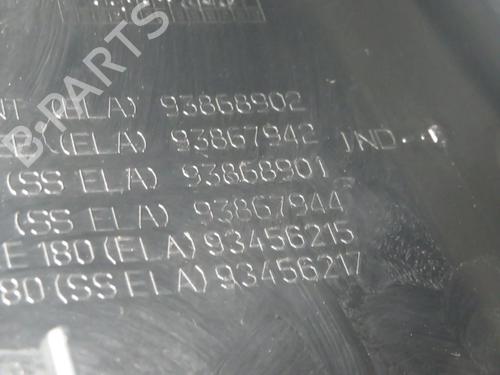 NT (ELA) 93868902
E (ELA) 93867942 IND...
(SS ELA) 93868901
(SS ELA) 93867944
E 180 (ELA) 93456215
80 (SS ELA) 93456217
B-PARTS